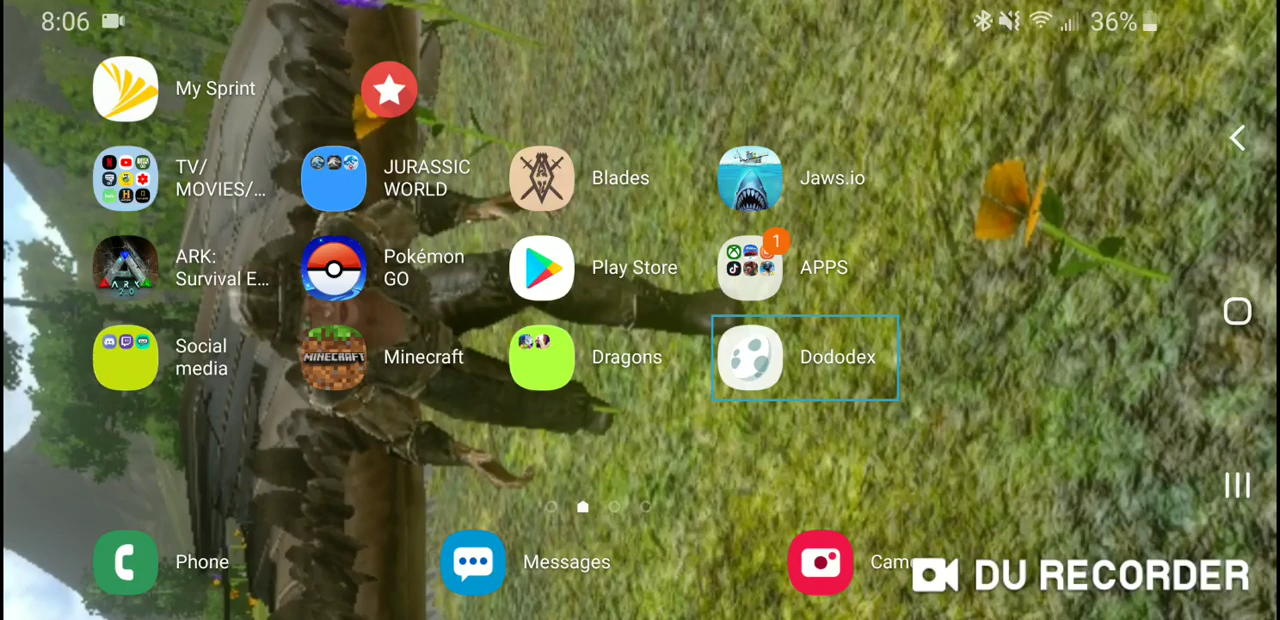 8:06
36%
My Sprint
TV/
MOVIES/...
JURASSIC
WORLD
Blades
Jaws.io
ARK:
Survival E...
Pokémon
GO
Play Store
1
APPS
Social
media
MINECRAFT
Minecraft
Dragons
Dododex
Phone
Messages
Cam
DU RECORDER